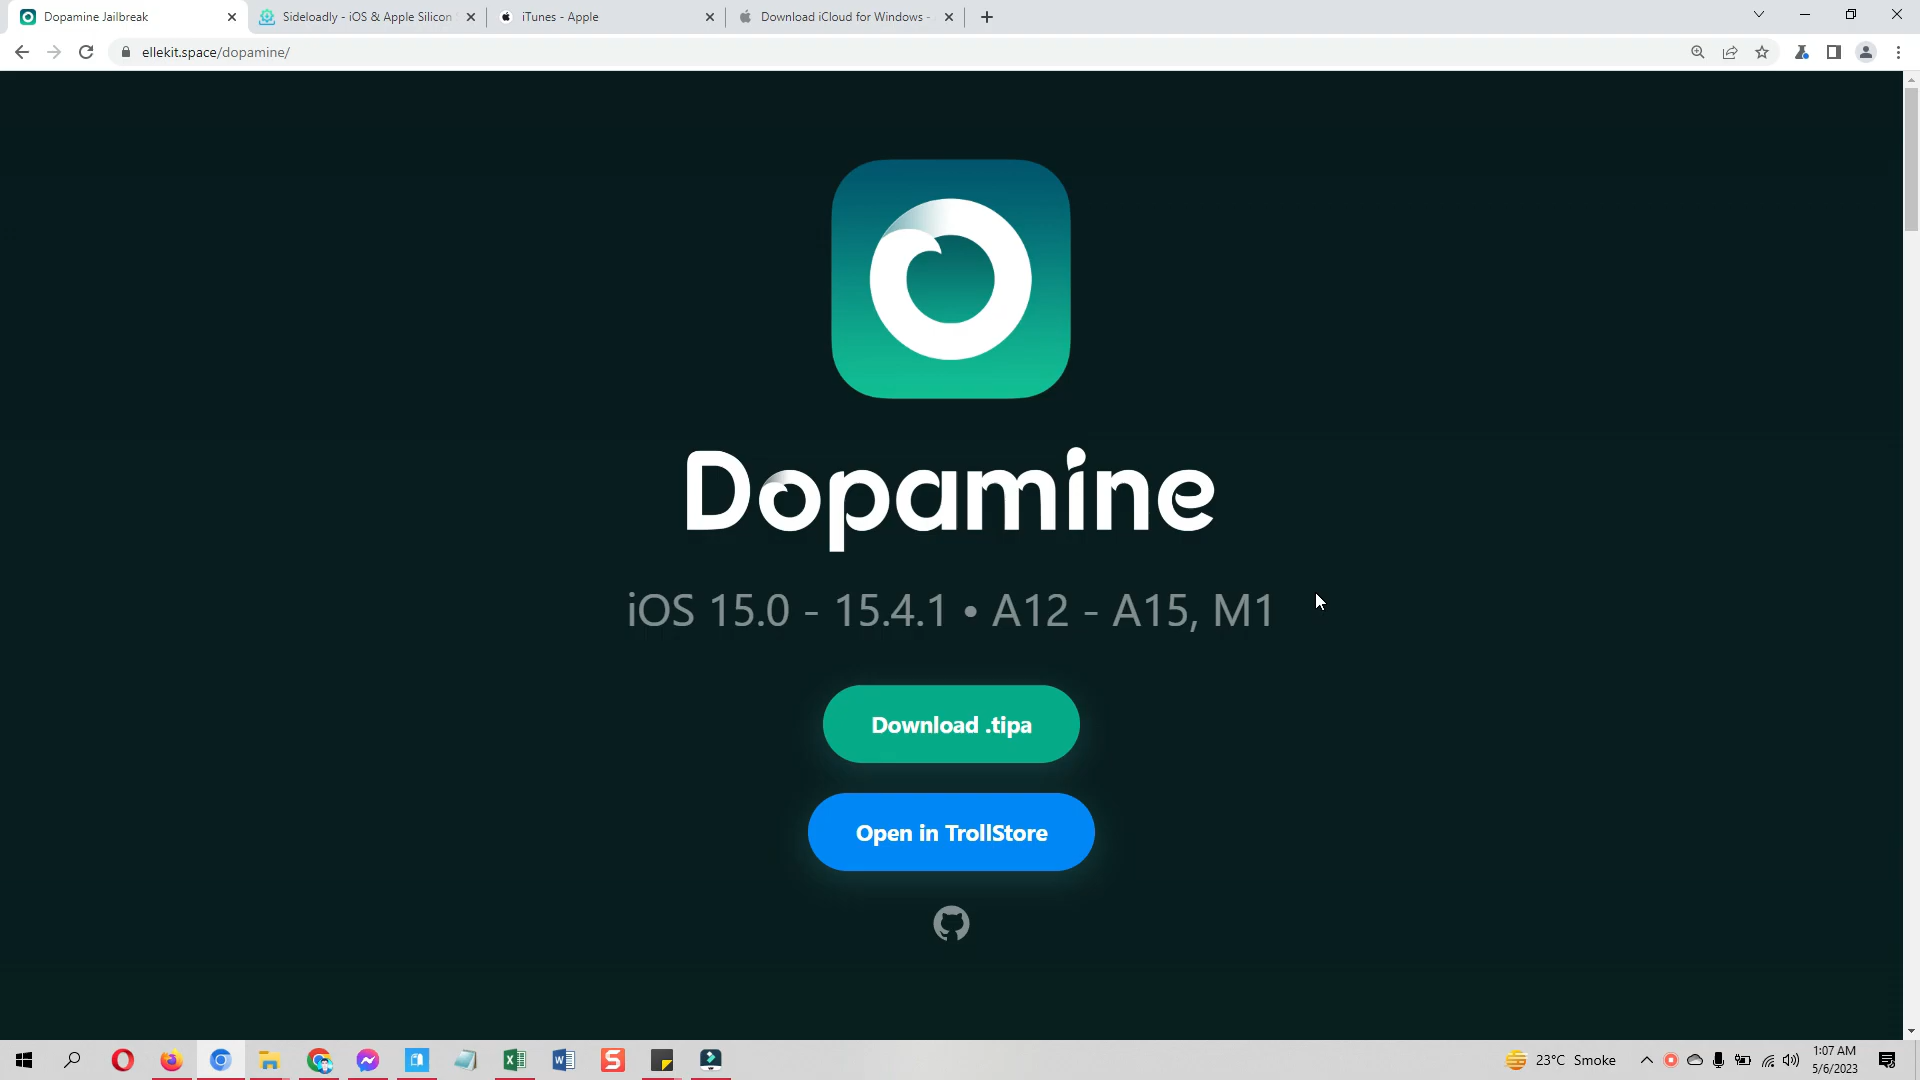 Dopamine Jailbreak
Sideloadly - iOS & Apple Silicon
iTunes - Apple
Download iCloud for Windows -
ellekit.space/dopamine/
Dopamine
iOS 15.0 - 15.4.1 • A12 - A15, M1
Download .tipa
Open in TrollStore
23°C Smoke
1:07 AM
5/6/2023